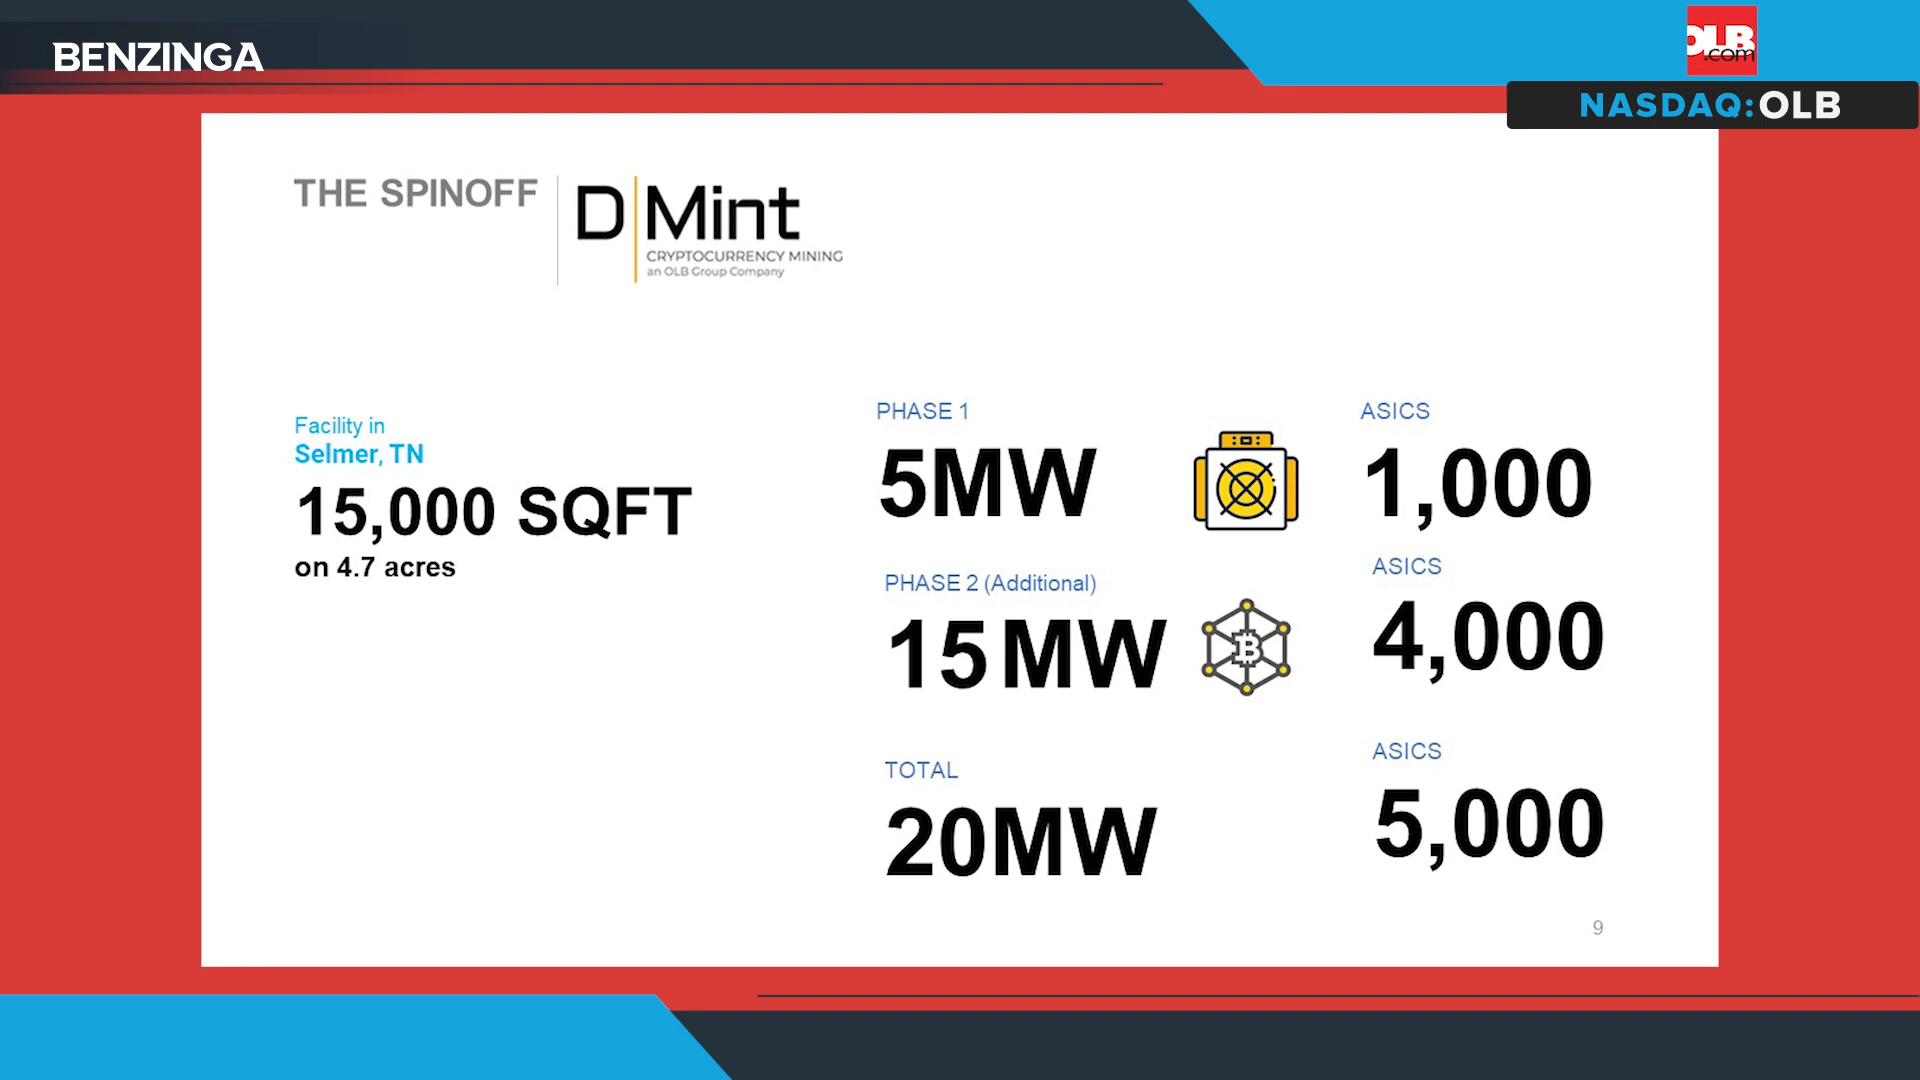 BENZINGA
OLB
.com
NASDAQ:OLB
THE SPINOFF
D Mint
CRYPTOCURRENCY MINING
an OLB Group Company
Facility in
Selmer, TN
15,000 SQFT
on 4.7 acres
PHASE 1
5MW
ASICS
1,000
PHASE 2 (Additional)
15MW
B
ASICS
4,000
TOTAL
20MW
ASICS
5,000
9